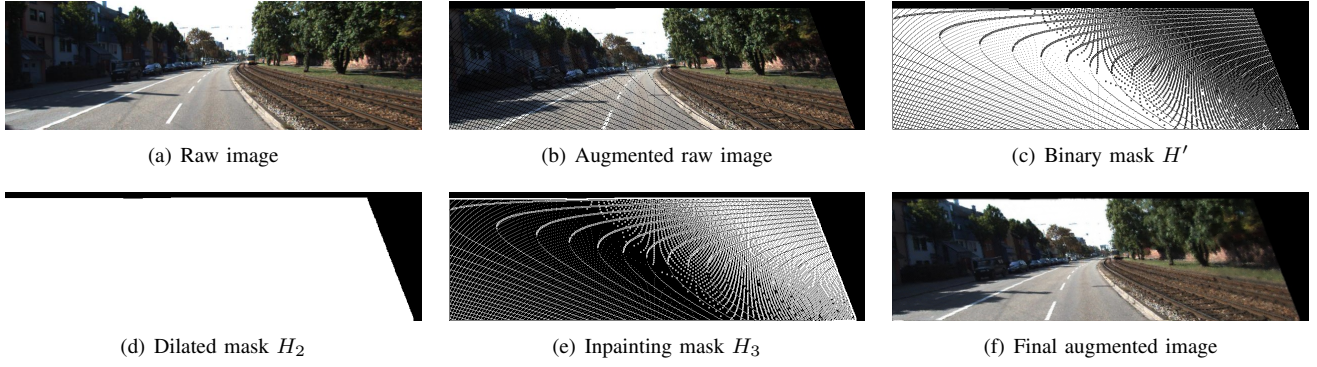 (a) Raw image
(b) Augmented raw image
(c) Binary mask H′
(d) Dilated mask H₂
(e) Inpainting mask H₃
(f) Final augmented image